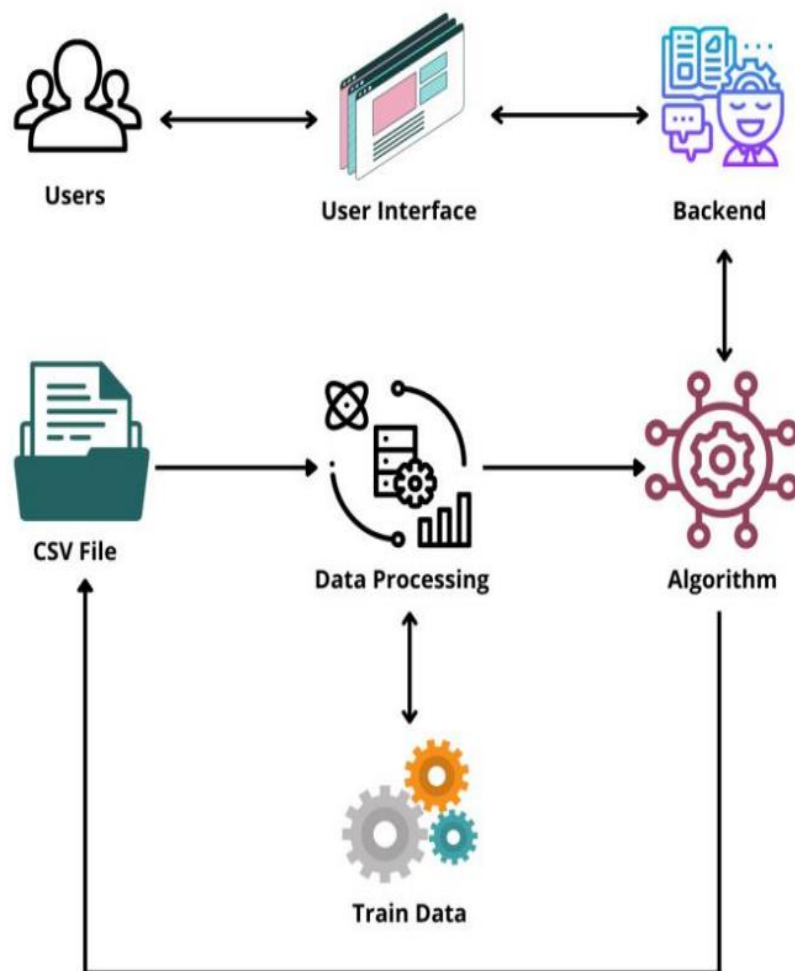 Users
User Interface
Backend
CSV File
Data Processing
Algorithm
Train Data